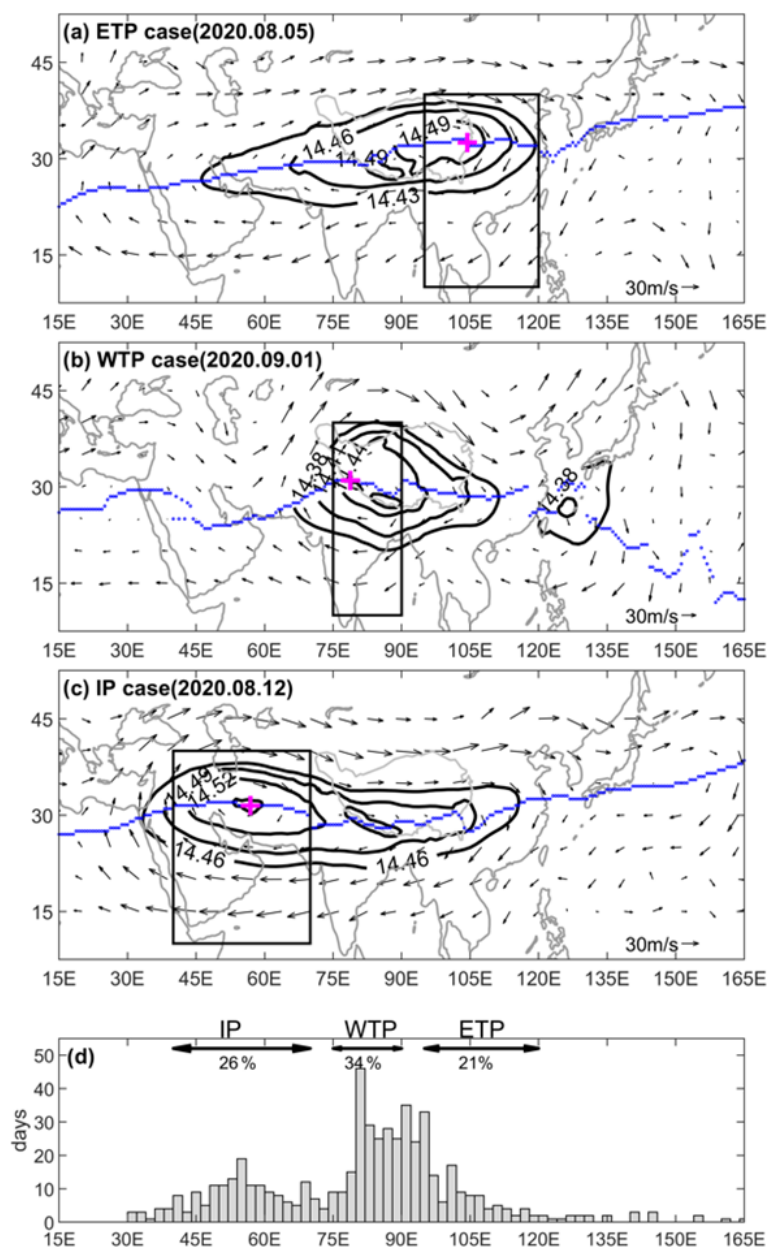 (a) ETP case(2020.08.05)
45
30
15
14.46
14.49
14.49
14.43
30m/s
15E 30E 45E 60E 75E 90E 105E 120E 135E 150E 165E
(b) WTP case(2020.09.01)
45
30
15
14.38
14.41
14.44
14.38
30m/s
15E 30E 45E 60E 75E 90E 105E 120E 135E 150E 165E
(c) IP case(2020.08.12)
45
30
15
14.49
14.52
14.46
14.46
30m/s
15E 30E 45E 60E 75E 90E 105E 120E 135E 150E 165E
IP WTP ETP
(d)
26% 34% 21%
50
40
30
20
10
0
days
15E 30E 45E 60E 75E 90E 105E 120E 135E 150E 165E